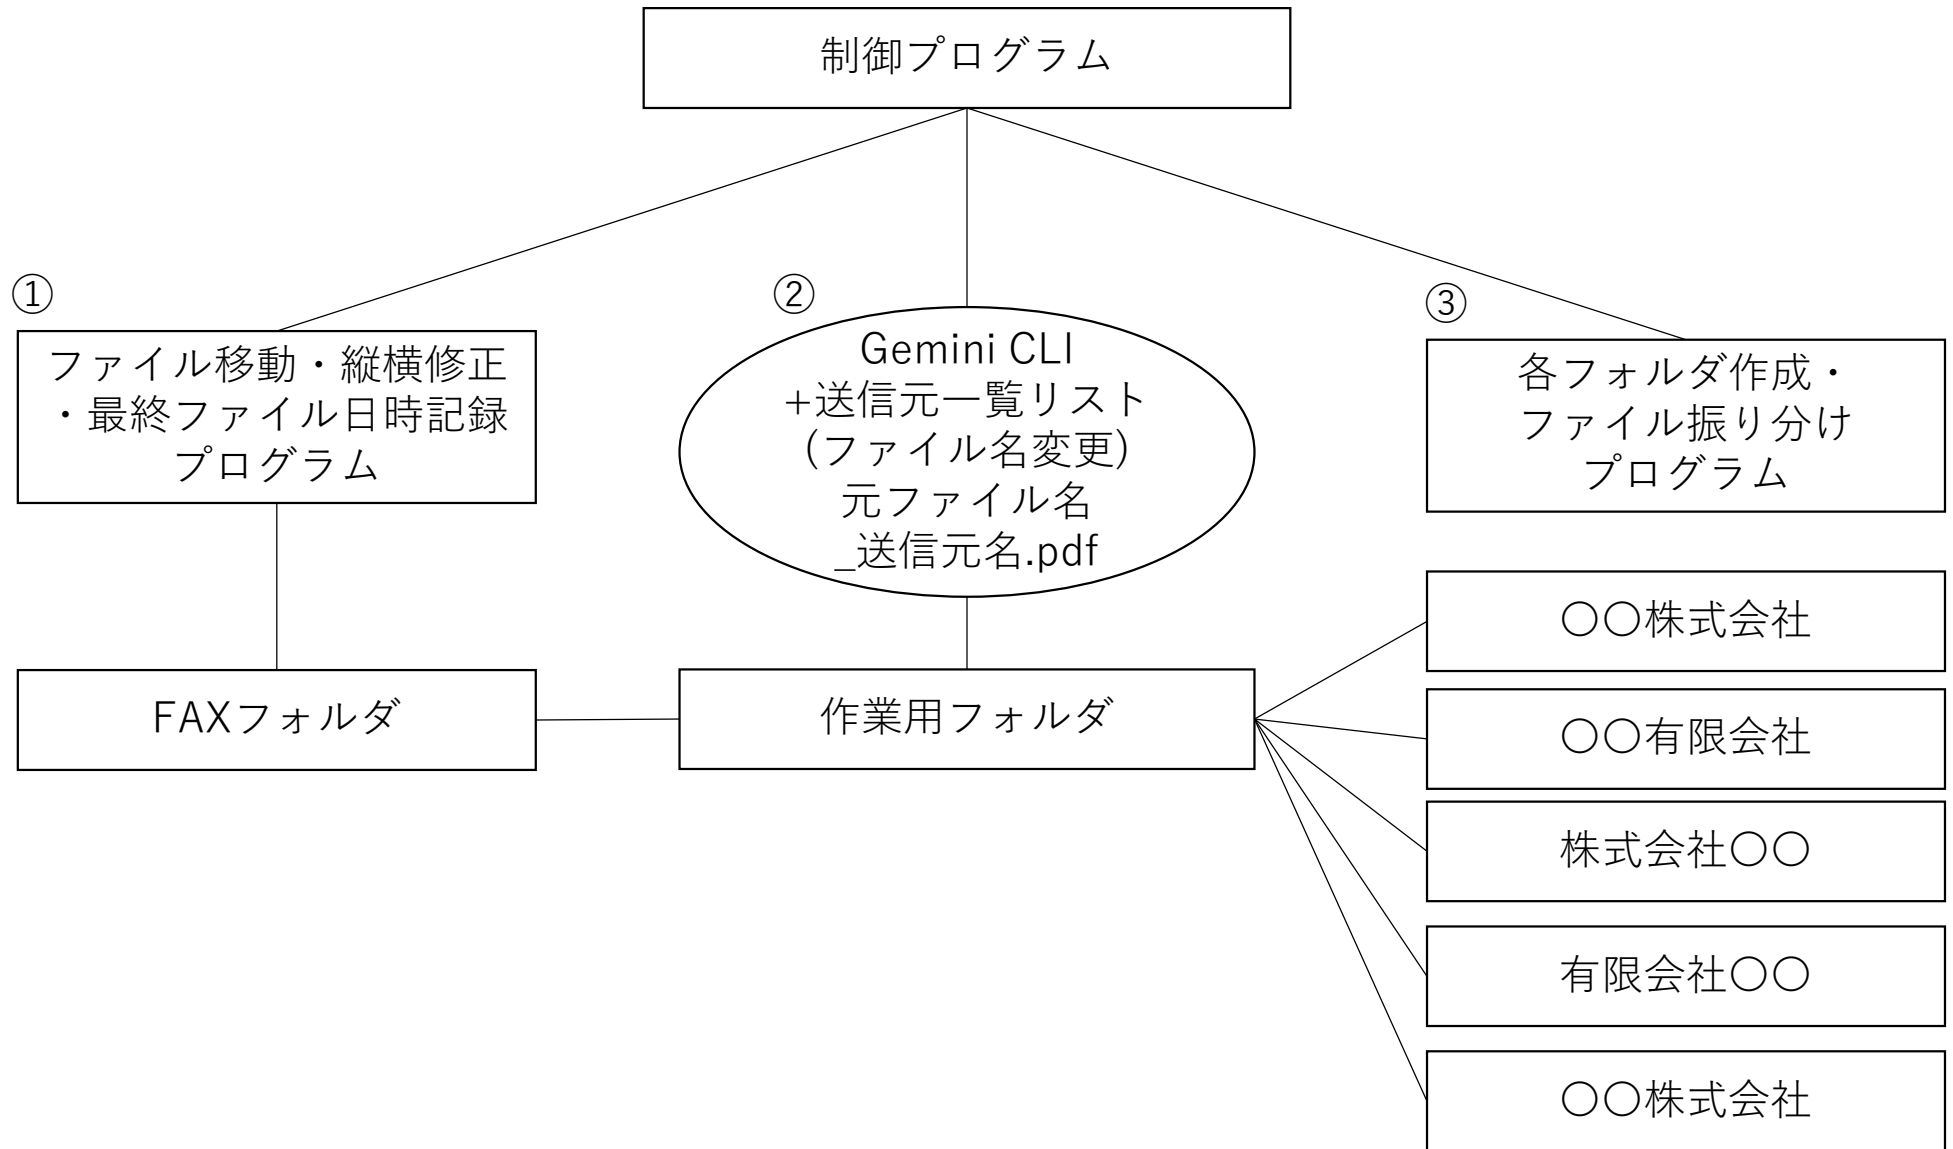 制御プログラム
①
ファイル移動・縦横修正
・最終ファイル日時記録
プログラム
②
Gemini CLI
+送信元一覧リスト
(ファイル名変更)
元ファイル名
_送信元名.pdf
③
各フォルダ作成・
ファイル振り分け
プログラム
FAXフォルダ
作業用フォルダ
〇〇株式会社
〇〇有限会社
株式会社〇〇
有限会社〇〇
〇〇株式会社